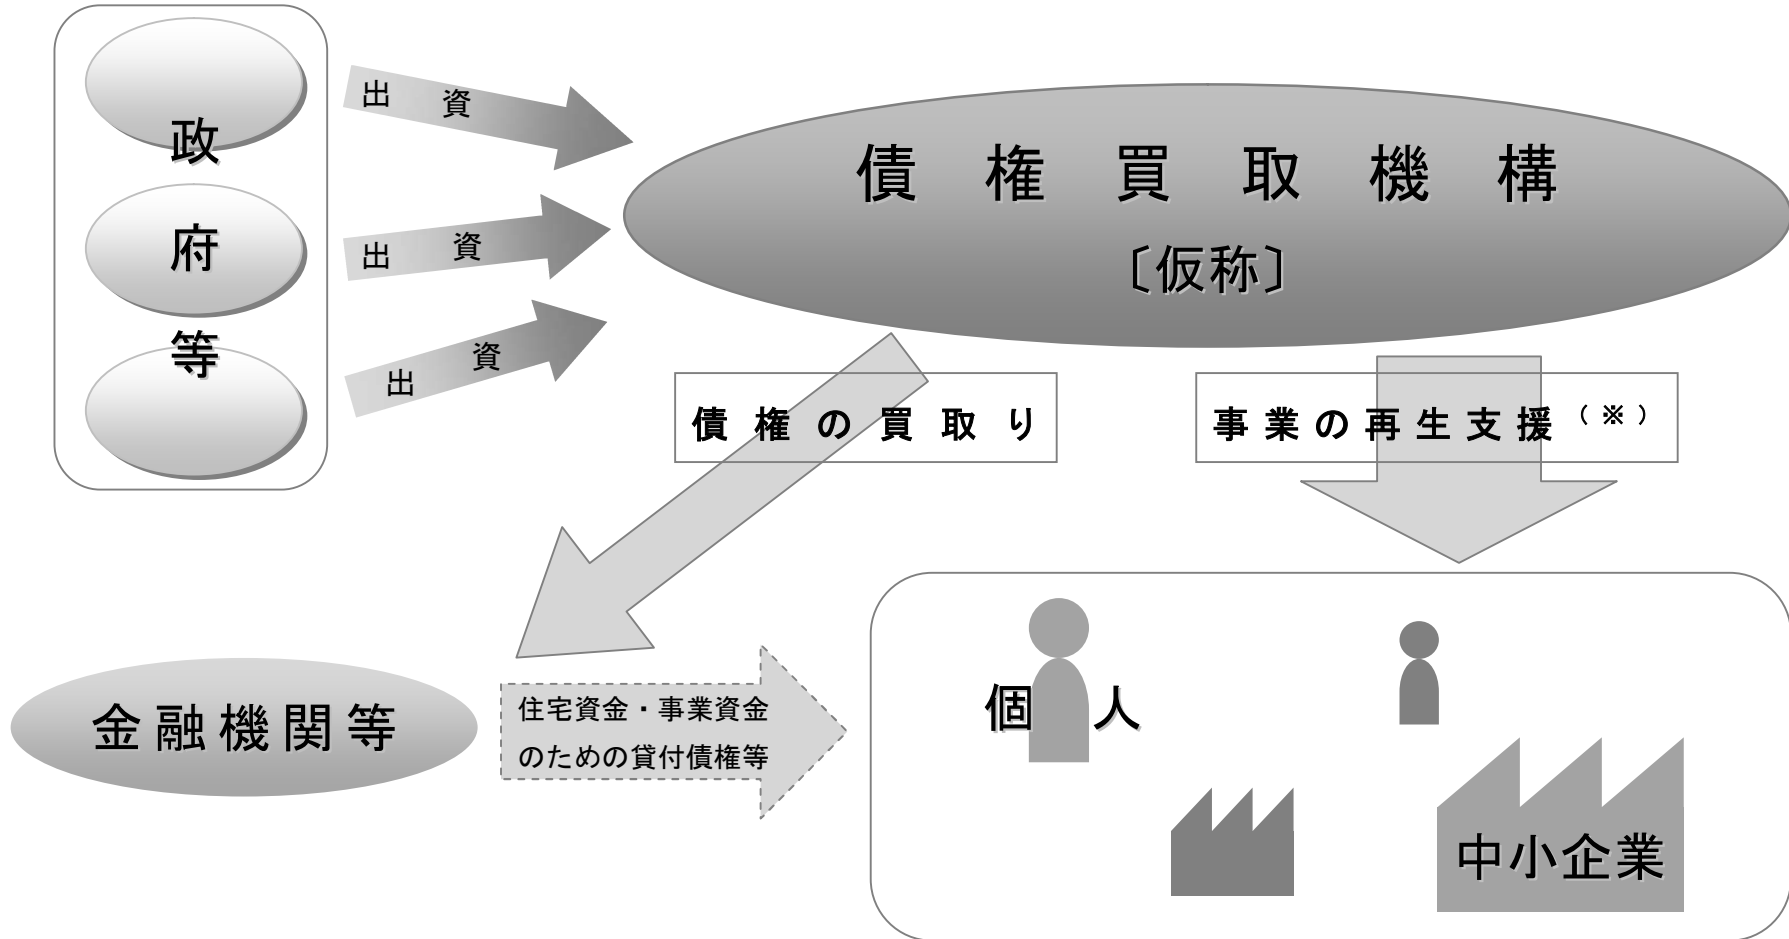 政府等
出資
出資
出資
債権買取機構
〔仮称〕
債権の買取り
事業の再生支援（※）
金融機関等
住宅資金・事業資金
のための貸付債権等
個人
中小企業